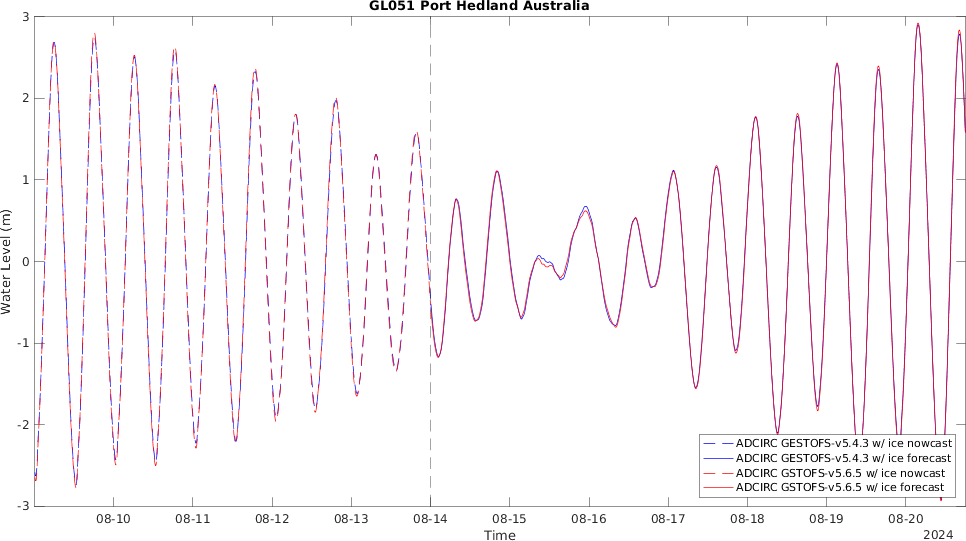 GL051 Port Hedland Australia
3
2
1
0
-1
-2
-3
Water Level (m)
ADCIRC GESTOFS-v5.4.3 w/ ice nowcast
ADCIRC GESTOFS-v5.4.3 w/ ice forecast
ADCIRC GSTOFS-v5.6.5 w/ ice nowcast
ADCIRC GSTOFS-v5.6.5 w/ ice forecast
08-10 08-11 08-12 08-13 08-14 08-15 08-16 08-17 08-18 08-19 08-20
Time
2024